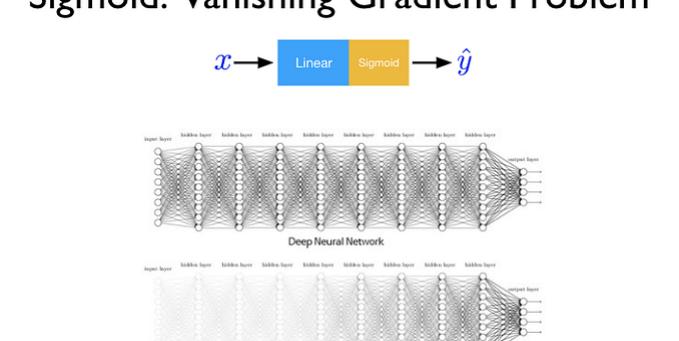 Sigmoid: Vanishing Gradient Problem
x Linear Sigmoid ŷ
input layer hidden layer hidden layer hidden layer hidden layer hidden layer hidden layer hidden layer hidden layer output layer
Deep Neural Network
input layer hidden layer hidden layer hidden layer hidden layer hidden layer hidden layer hidden layer hidden layer output layer